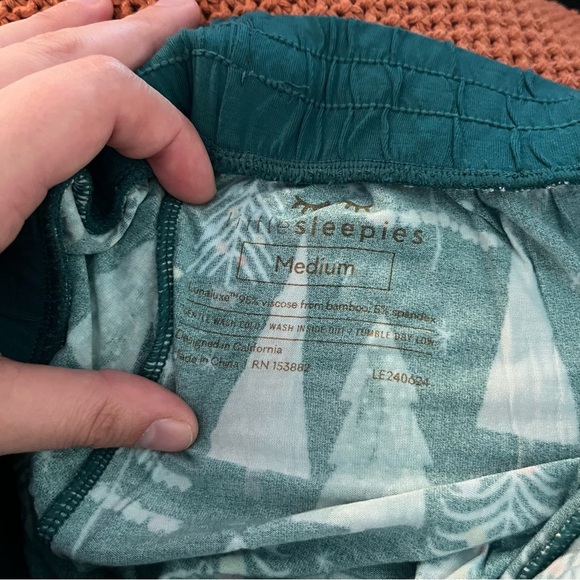 littlesleepies
Medium
Lunaluxe™ 95% viscose from bamboo, 5% spandex
GENTLE WASH COLD / WASH INSIDE OUT / TUMBLE DRY LOW
Designed in California
Made in China | RN 153882
LE240624